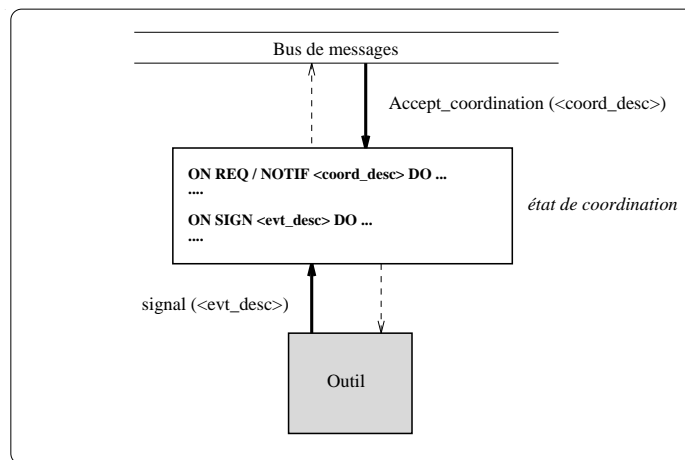 Bus de messages
Accept_coordination (<coord_desc>)
ON REQ / NOTIF <coord_desc> DO ...
....
état de coordination
ON SIGN <evt_desc> DO ...
....
signal (<evt_desc>)
Outil